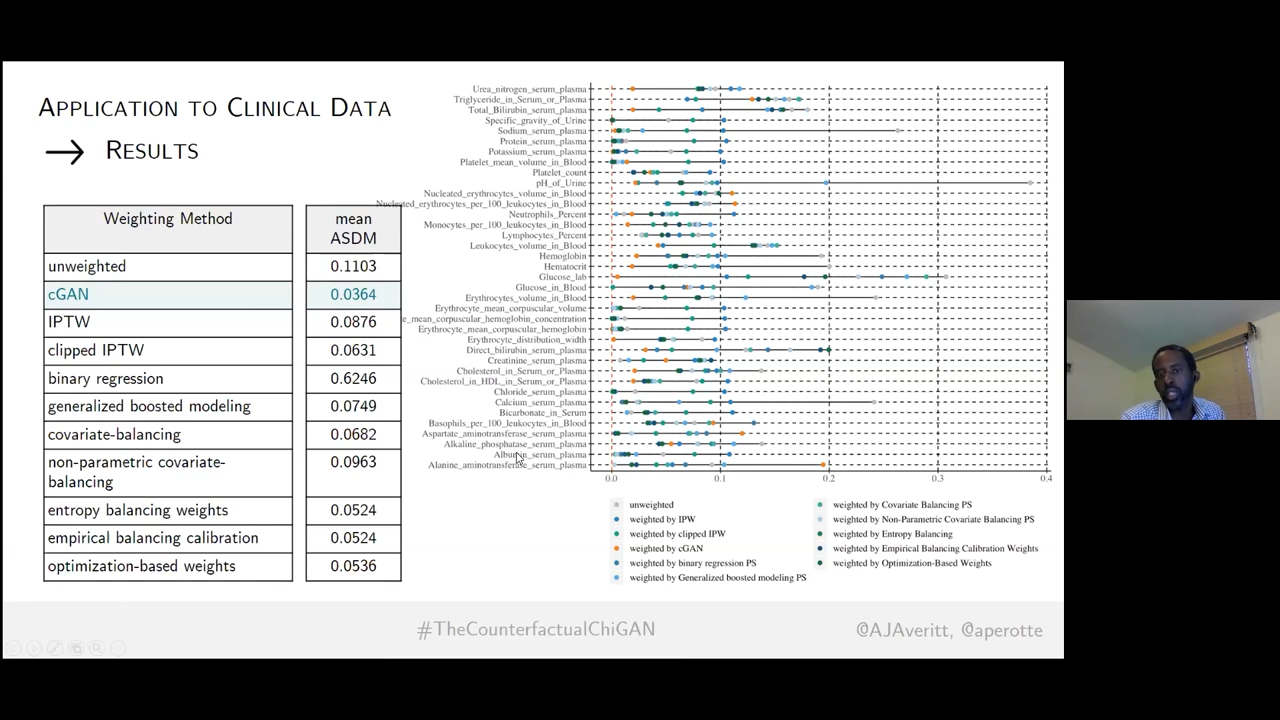 APPLICATION TO CLINICAL DATA
→ RESULTS
Weighting Method mean ASDM
unweighted 0.1103
cGAN 0.0364
IPTW 0.0876
clipped IPTW 0.0631
binary regression 0.6246
generalized boosted modeling 0.0749
covariate-balancing 0.0682
non-parametric covariate-
balancing 0.0963
entropy balancing weights 0.0524
empirical balancing calibration 0.0524
optimization-based weights 0.0536
Urea_nitrogen_serum_plasma
Triglyceride_in_Serum_or_Plasma
Total_Bilirubin_serum_plasma
Specific_gravity_of_Urine
Sodium_serum_plasma
Protein_serum_plasma
Potassium_serum_plasma
Platelet_mean_volume_in_Blood
Platelet_count
pH_of_Urine
Nucleated_erythrocytes_volume_in_Blood
Nucleated_erythrocytes_per_100_leukocytes_in_Blood
Neutrophils_Percent
Monocytes_per_100_leukocytes_in_Blood
Lymphocytes_Percent
Leukocytes_volume_in_Blood
Hemoglobin
Hematocrit
Glucose_lab
Glucose_in_Blood
Erythrocytes_volume_in_Blood
Erythrocyte_mean_corpuscular_volume
e_mean_corpuscular_hemoglobin_concentration
Erythrocyte_mean_corpuscular_hemoglobin
Erythrocyte_distribution_width
Direct_bilirubin_serum_plasma
Creatinine_serum_plasma
Cholesterol_in_Serum_or_Plasma
Cholesterol_in_HDL_in_Serum_or_Plasma
Chloride_serum_plasma
Calcium_serum_plasma
Bicarbonate_in_Serum
Basophils_per_100_leukocytes_in_Blood
Aspartate_aminotransferase_serum_plasma
Alkaline_phosphatase_serum_plasma
Albumin_serum_plasma
Alanine_aminotransferase_serum_plasma
0.0 0.1 0.2 0.3 0.4
unweighted
weighted by IPW
weighted by clipped IPW
weighted by cGAN
weighted by binary regression PS
weighted by Generalized boosted modeling PS
weighted by Covariate Balancing PS
weighted by Non-Parametric Covariate Balancing PS
weighted by Entropy Balancing
weighted by Empirical Balancing Calibration Weights
weighted by Optimization-Based Weights
#TheCounterfactualChiGAN
@AJAveritt, @aperotte